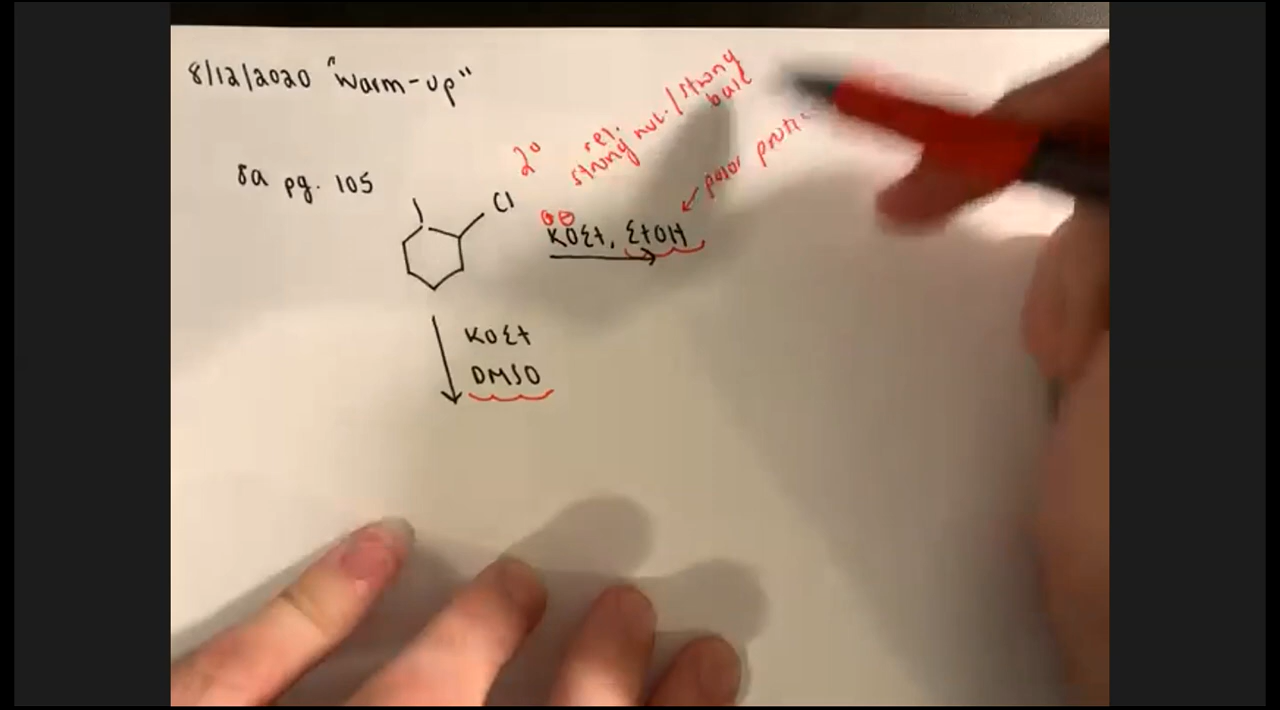 8/12/2020 "Warm-up"
8a pg. 105
Cl
2°
rel.
strong nuc./strong
base
polar protic
⊕ ⊖
KOEt, EtOH
KOEt
DMSO